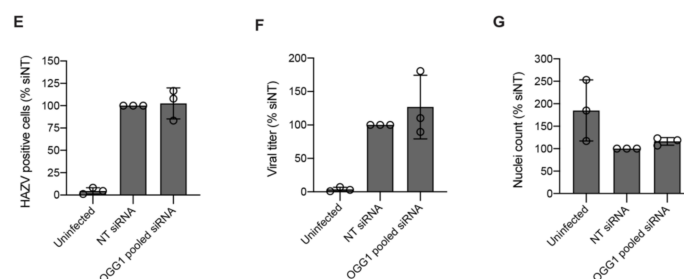 E
HAZV positive cells (% siNT)
150
125
100
75
50
25
0
Uninfected
NT siRNA
OGG1 pooled siRNA
F
Viral titer (% siNT)
200
150
100
50
0
Uninfected
NT siRNA
OGG1 pooled siRNA
G
Nuclei count (% siNT)
300
250
200
150
100
50
0
Uninfected
NT siRNA
OGG1 pooled siRNA